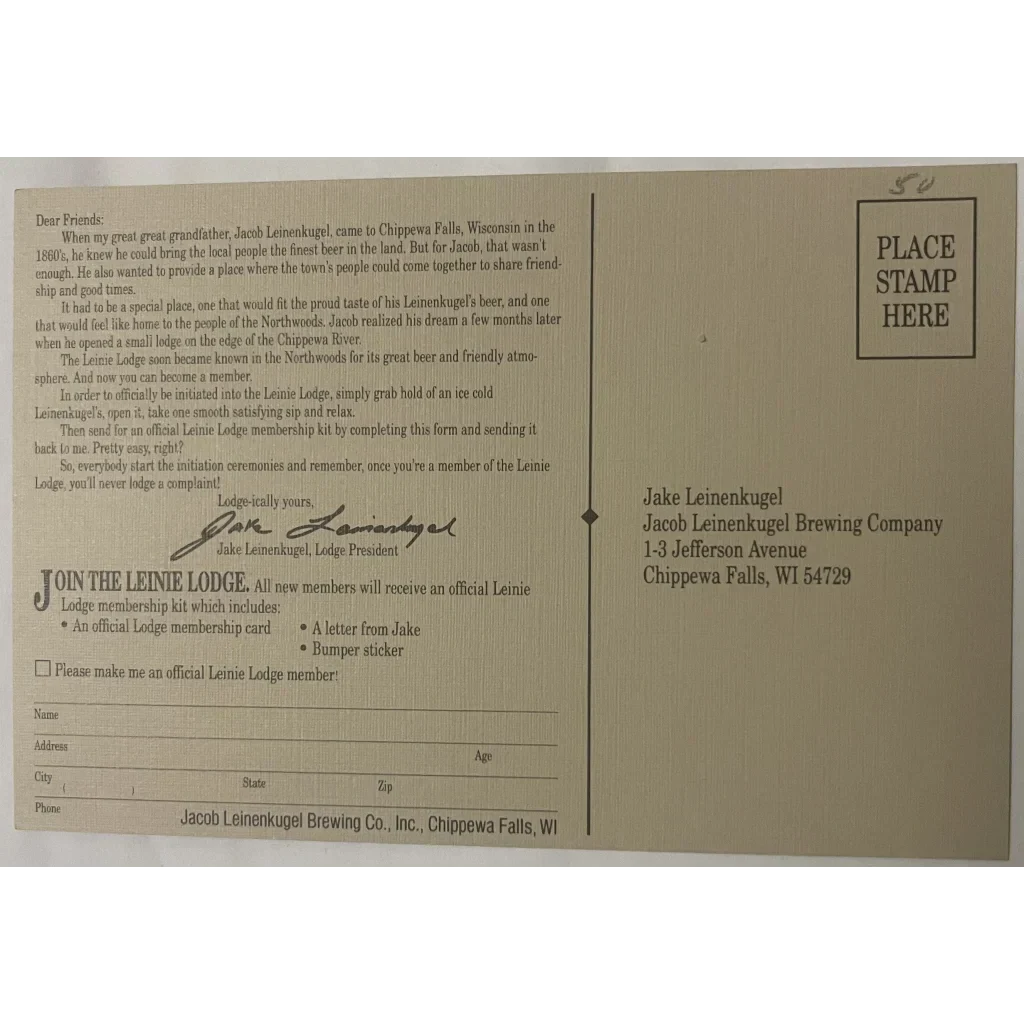 Dear Friends:
When my great great grandfather, Jacob Leinenkugel, came to Chippewa Falls, Wisconsin in the
1860's, he knew he could bring the local people the finest beer in the land. But for Jacob, that wasn't
enough. He also wanted to provide a place where the town's people could come together to share friend-
ship and good times.
It had to be a special place, one that would fit the proud taste of his Leinenkugel's beer, and one
that would feel like home to the people of the Northwoods. Jacob realized his dream a few months later
when he opened a small lodge on the edge of the Chippewa River.
The Leinie Lodge soon became known in the Northwoods for its great beer and friendly atmo-
sphere. And now you can become a member.
In order to officially be initiated into the Leinie Lodge, simply grab hold of an ice cold
Leinenkugel's, open it, take one smooth satisfying sip and relax.
Then send for an official Leinie Lodge membership kit by completing this form and sending it
back to me. Pretty easy, right?
So, everybody start the initiation ceremonies and remember, once you're a member of the Leinie
Lodge, you'll never lodge a complaint!
Lodge-ically yours,
Jake Leinenkugel
Jake Leinenkugel, Lodge President
JOIN THE LEINIE LODGE. All new members will receive an official Leinie
Lodge membership kit which includes:
• An official Lodge membership card
• A letter from Jake
• Bumper sticker
Please make me an official Leinie Lodge member!
Name
Address Age
City State Zip
( )
Phone
Jacob Leinenkugel Brewing Co., Inc., Chippewa Falls, WI
50
PLACE
STAMP
HERE
Jake Leinenkugel
Jacob Leinenkugel Brewing Company
1-3 Jefferson Avenue
Chippewa Falls, WI 54729